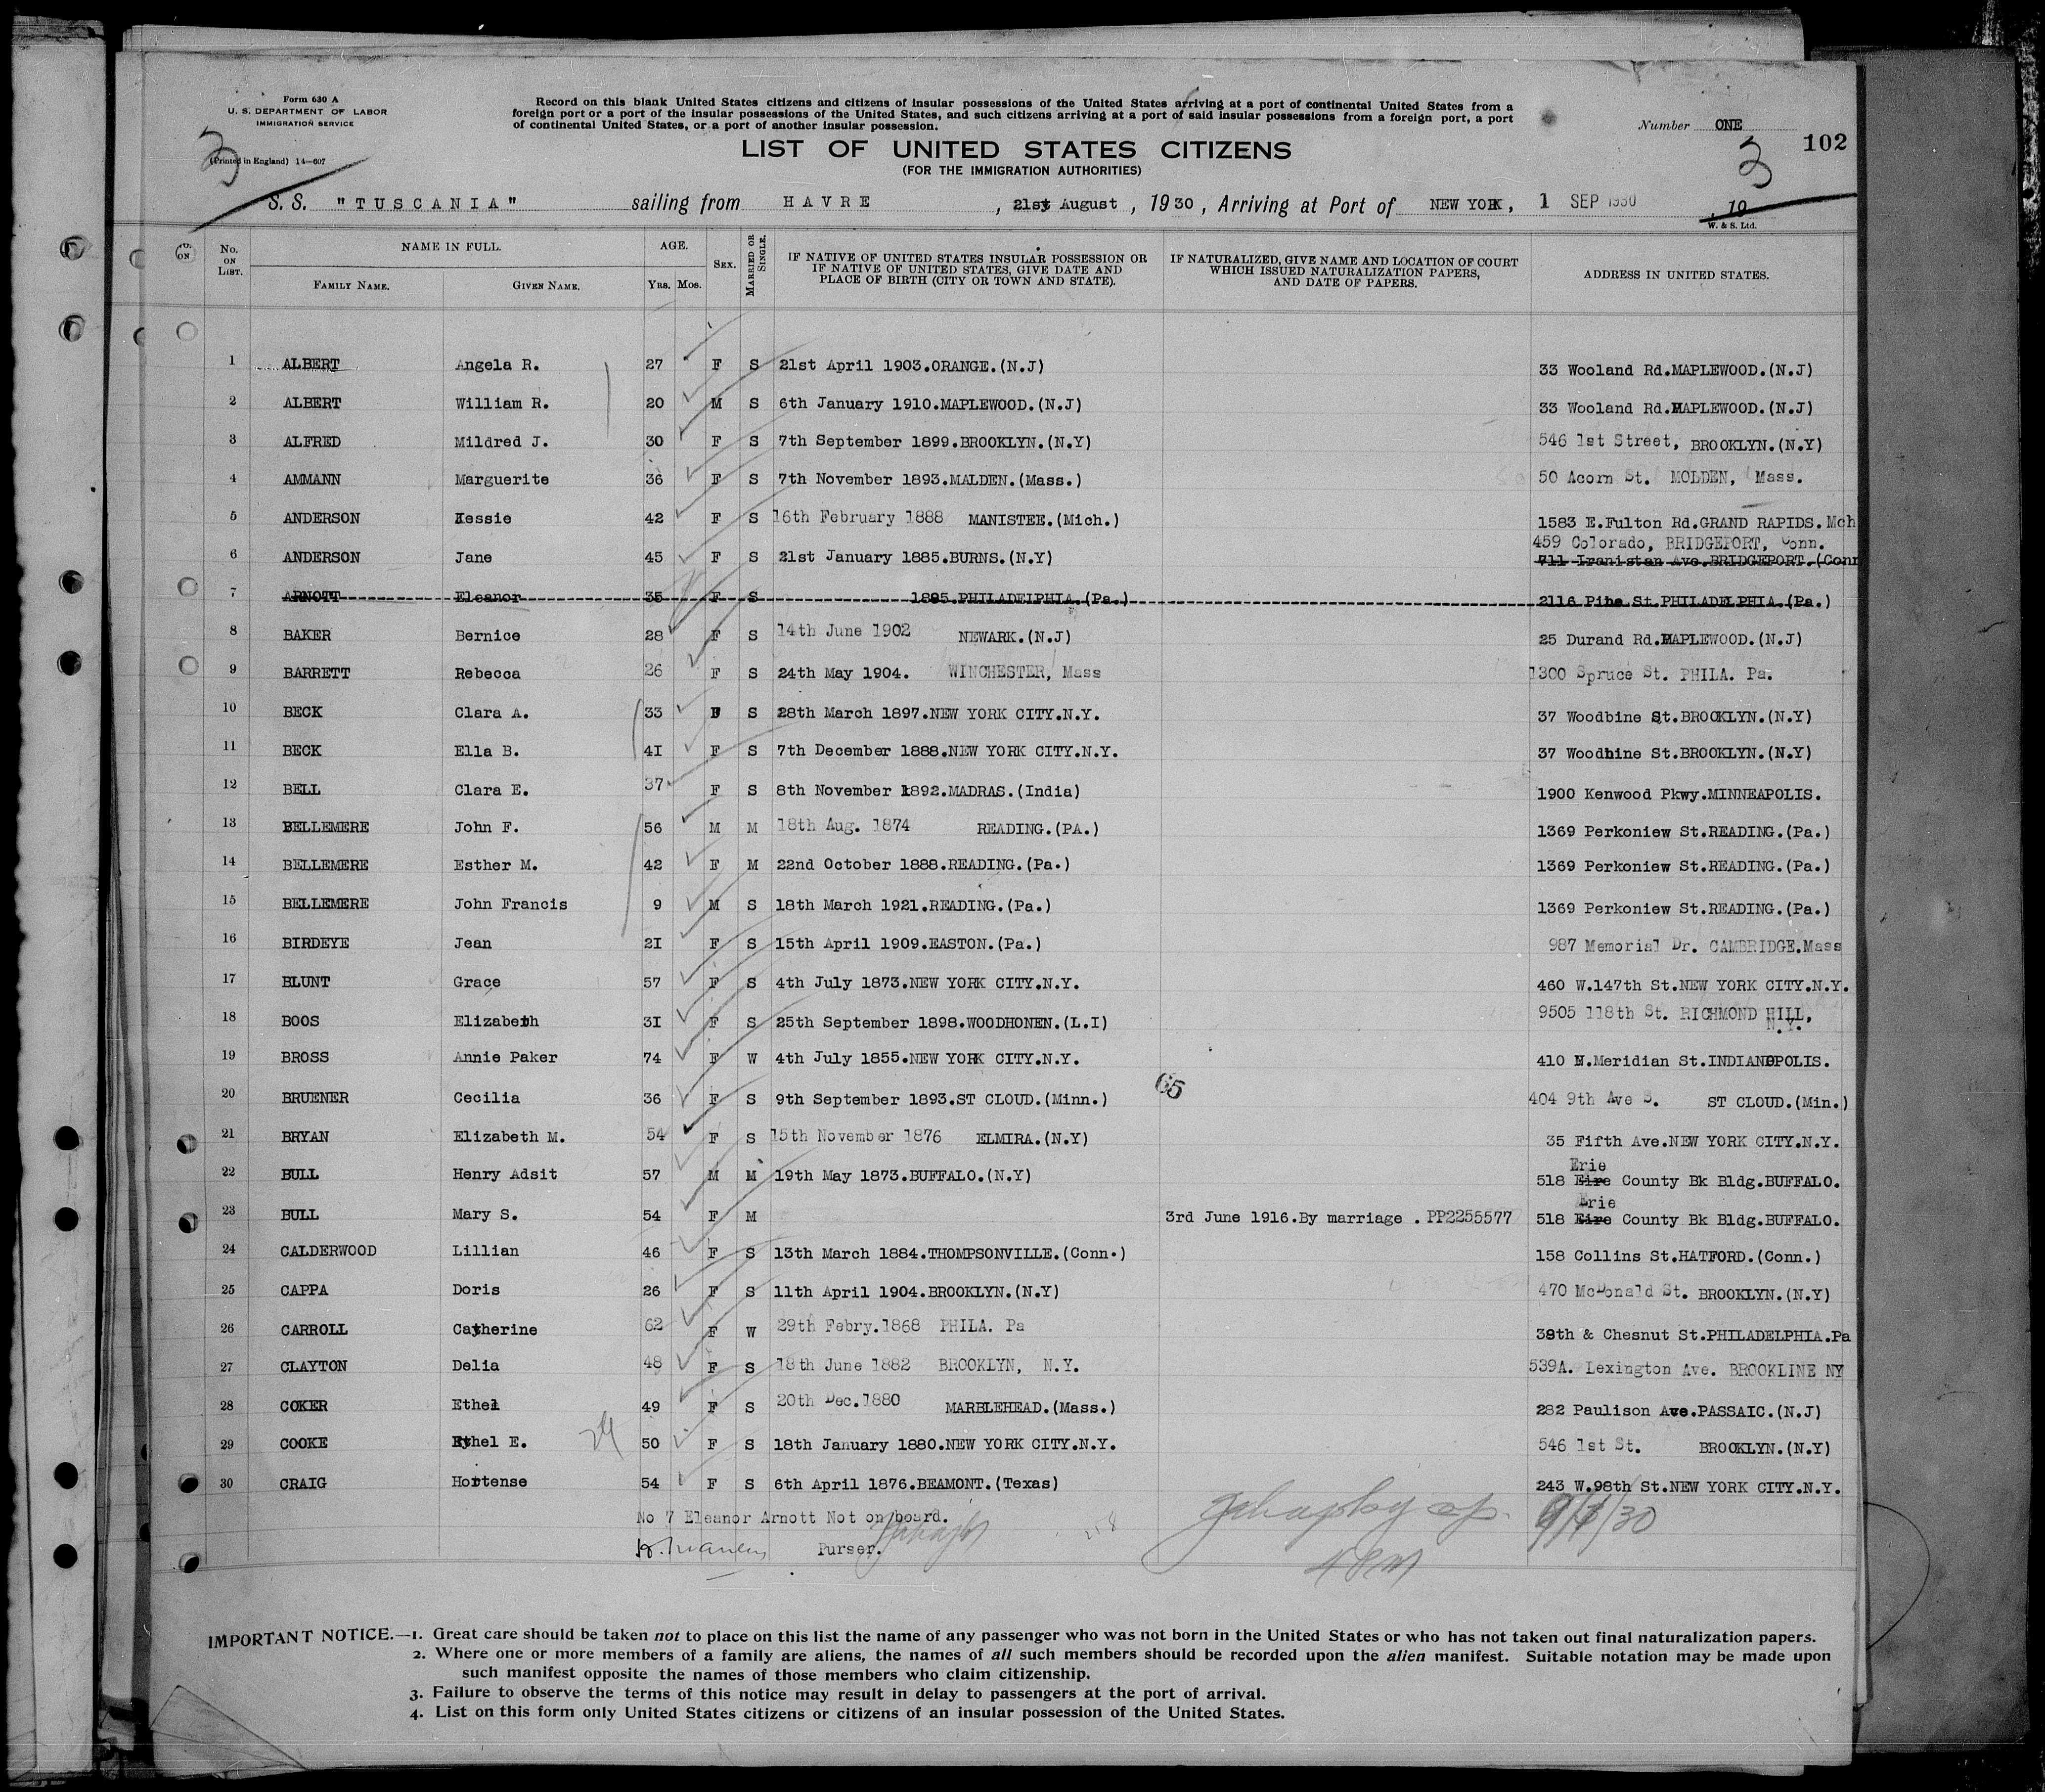 Form 630 A
U. S. DEPARTMENT OF LABOR
IMMIGRATION SERVICE
(Printed in England) 14—607
3
Record on this blank United States citizens and citizens of insular possessions of the United States arriving at a port of continental United States from a
foreign port or a port of the insular possessions of the United States, and such citizens arriving at a port of said insular possessions from a foreign port, a port
of continental United States, or a port of another insular possession.
Number ONE
102
3
LIST OF UNITED STATES CITIZENS
(FOR THE IMMIGRATION AUTHORITIES)
S. S. "TUSCANIA" sailing from HAVRE, 21st August, 1930, Arriving at Port of NEW YORK, 1 SEP 1930, 19
W. & S. Ltd.
No. ON LIST. NAME IN FULL. AGE. SEX. MARRIED OR SINGLE. IF NATIVE OF UNITED STATES INSULAR POSSESSION OR IF NATIVE OF UNITED STATES, GIVE DATE AND PLACE OF BIRTH (CITY OR TOWN AND STATE). IF NATURALIZED, GIVE NAME AND LOCATION OF COURT WHICH ISSUED NATURALIZATION PAPERS, AND DATE OF PAPERS. ADDRESS IN UNITED STATES.
FAMILY NAME. GIVEN NAME. YRS. MOS.
1 ALBERT Angela R. 27 F S 21st April 1903.ORANGE.(N.J) 33 Wooland Rd.MAPLEWOOD.(N.J)
2 ALBERT William R. 20 M S 6th January 1910.MAPLEWOOD.(N.J) 33 Wooland Rd.MAPLEWOOD.(N.J)
3 ALFRED Mildred J. 30 F S 7th September 1899.BROOKLYN.(N.Y) 546 1st Street, BROOKLYN.(N.Y)
4 AMMANN Marguerite 36 F S 7th November 1893.MALDEN.(Mass.) 50 Acorn St. MOLDEN, Mass.
5 ANDERSON Kessie 42 F S 16th February 1888 MANISTEE.(Mich.) 1583 E.Fulton Rd.GRAND RAPIDS.Mch
459 Colorado, BRIDGEPORT, Conn.
6 ANDERSON Jane 45 F S 21st January 1885.BURNS.(N.Y) 711 Iranistan Ave.BRIDGEPORT.(Conn
7 ARNOTT Eleanor 35 F S 1895.PHILADELPHIA.(Pa.) 2116 Pine St.PHILADELPHIA.(Pa.)
8 BAKER Bernice 28 F S 14th June 1902 NEWARK.(N.J) 25 Durand Rd.MAPLEWOOD.(N.J)
9 BARRETT Rebecca 26 F S 24th May 1904. WINCHESTER, Mass 1300 Spruce St. PHILA. Pa.
10 BECK Clara A. 33 F S 28th March 1897.NEW YORK CITY.N.Y. 37 Woodbine St.BROOKLYN.(N.Y)
11 BECK Ella B. 41 F S 7th December 1888.NEW YORK CITY.N.Y. 37 Woodhine St.BROOKLYN.(N.Y)
12 BELL Clara E. 37 F S 8th November 1892.MADRAS.(India) 1900 Kenwood Pkwy.MINNEAPOLIS.
13 BELLEMERE John F. 56 M M 18th Aug. 1874 READING.(PA.) 1369 Perkoniew St.READING.(Pa.)
14 BELLEMERE Esther M. 42 F M 22nd October 1888.READING.(Pa.) 1369 Perkoniew St.READING.(Pa.)
15 BELLEMERE John Francis 9 M S 18th March 1921.READING.(Pa.) 1369 Perkoniew St.READING.(Pa.)
16 BIRDEYE Jean 21 F S 15th April 1909.EASTON.(Pa.) 987 Memorial Dr. CAMBRIDGE.Mass
17 BLUNT Grace 57 F S 4th July 1873.NEW YORK CITY.N.Y. 460 W.147th St.NEW YORK CITY.N.Y.
18 BOOS Elizabeth 31 F S 25th September 1898.WOODHONEN.(L.I) 9505 118th St. RICHMOND HILL,
N.Y.
19 BROSS Annie Paker 74 F W 4th July 1855.NEW YORK CITY.N.Y. 410 N.Meridian St.INDIANOPOLIS.
65
20 BRUENER Cecilia 36 F S 9th September 1893.ST CLOUD.(Minn.) 404 9th Ave S. ST CLOUD.(Min.)
21 BRYAN Elizabeth M. 54 F S 15th November 1876 ELMIRA.(N.Y) 35 Fifth Ave.NEW YORK CITY.N.Y.
Erie
22 BULL Henry Adsit 57 M M 19th May 1873.BUFFALO.(N.Y) 518 Eire County Bk Bldg.BUFFALO.
Erie
23 BULL Mary S. 54 F M 3rd June 1916.By marriage . PP2255577 518 Eire County Bk Bldg.BUFFALO.
24 CALDERWOOD Lillian 46 F S 13th March 1884.THOMPSONVILLE.(Conn.) 158 Collins St.HATFORD.(Conn.)
25 CAPPA Doris 26 F S 11th April 1904.BROOKLYN.(N.Y) 470 McDonald St. BROOKLYN.(N.Y)
26 CARROLL Catherine 62 F W 29th Febry.1868 PHILA. Pa 39th & Chesnut St.PHILADELPHIA.Pa
27 CLAYTON Delia 48 F S 18th June 1882 BROOKLYN, N.Y. 539A. Lexington Ave. BROOKLINE NY
28 COKER Ethel 49 F S 20th Dec.1880 MARBLEHEAD.(Mass.) 282 Paulison Ave.PASSAIC.(N.J)
29 COOKE Ethel E. 29 50 F S 18th January 1880.NEW YORK CITY.N.Y. 546 1st St. BROOKLYN.(N.Y)
30 CRAIG Hortense 54 F S 6th April 1876.BEAMONT.(Texas) 243 W.98th St.NEW YORK CITY.N.Y.
No 7 Eleanor Arnott Not on board.
Purser.
IMPORTANT NOTICE.—1. Great care should be taken not to place on this list the name of any passenger who was not born in the United States or who has not taken out final naturalization papers.
2. Where one or more members of a family are aliens, the names of all such members should be recorded upon the alien manifest. Suitable notation may be made upon
such manifest opposite the names of those members who claim citizenship.
3. Failure to observe the terms of this notice may result in delay to passengers at the port of arrival.
4. List on this form only United States citizens or citizens of an insular possession of the United States.